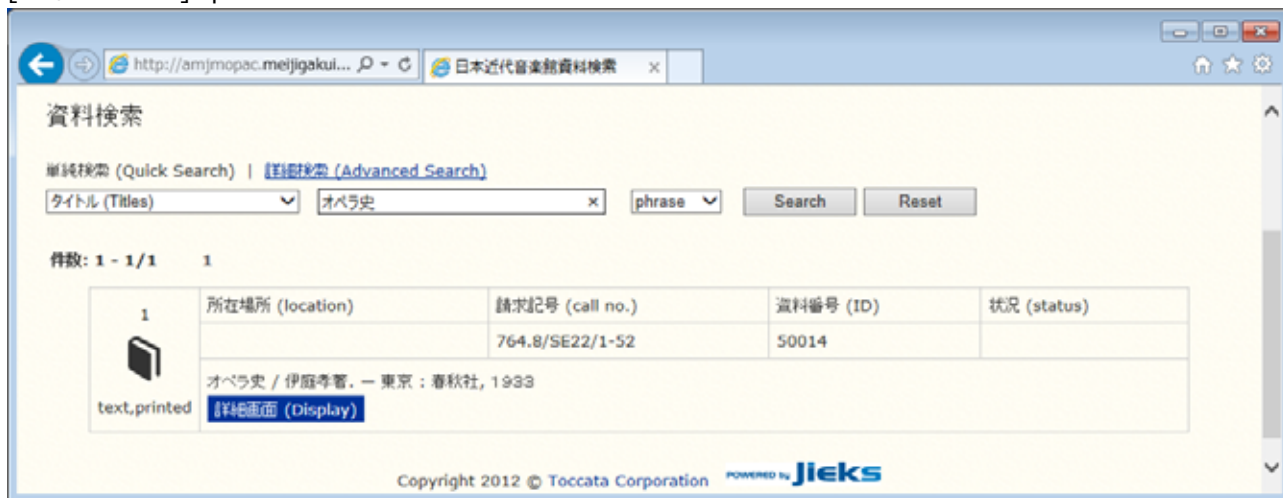 http://amjmopac.meijigakui...
日本近代音楽館資料検索
資料検索
単純検索 (Quick Search) | 詳細検索 (Advanced Search)
タイトル (Titles) オペラ史 phrase Search Reset
件数: 1 - 1/1 1
1 所在場所 (location) 請求記号 (call no.) 資料番号 (ID) 状況 (status)
764.8/SE22/1-52 50014
オペラ史 / 伊庭孝著. — 東京 : 春秋社, 1933
text,printed 詳細画面 (Display)
Copyright 2012 © Toccata Corporation POWERED by Jieks